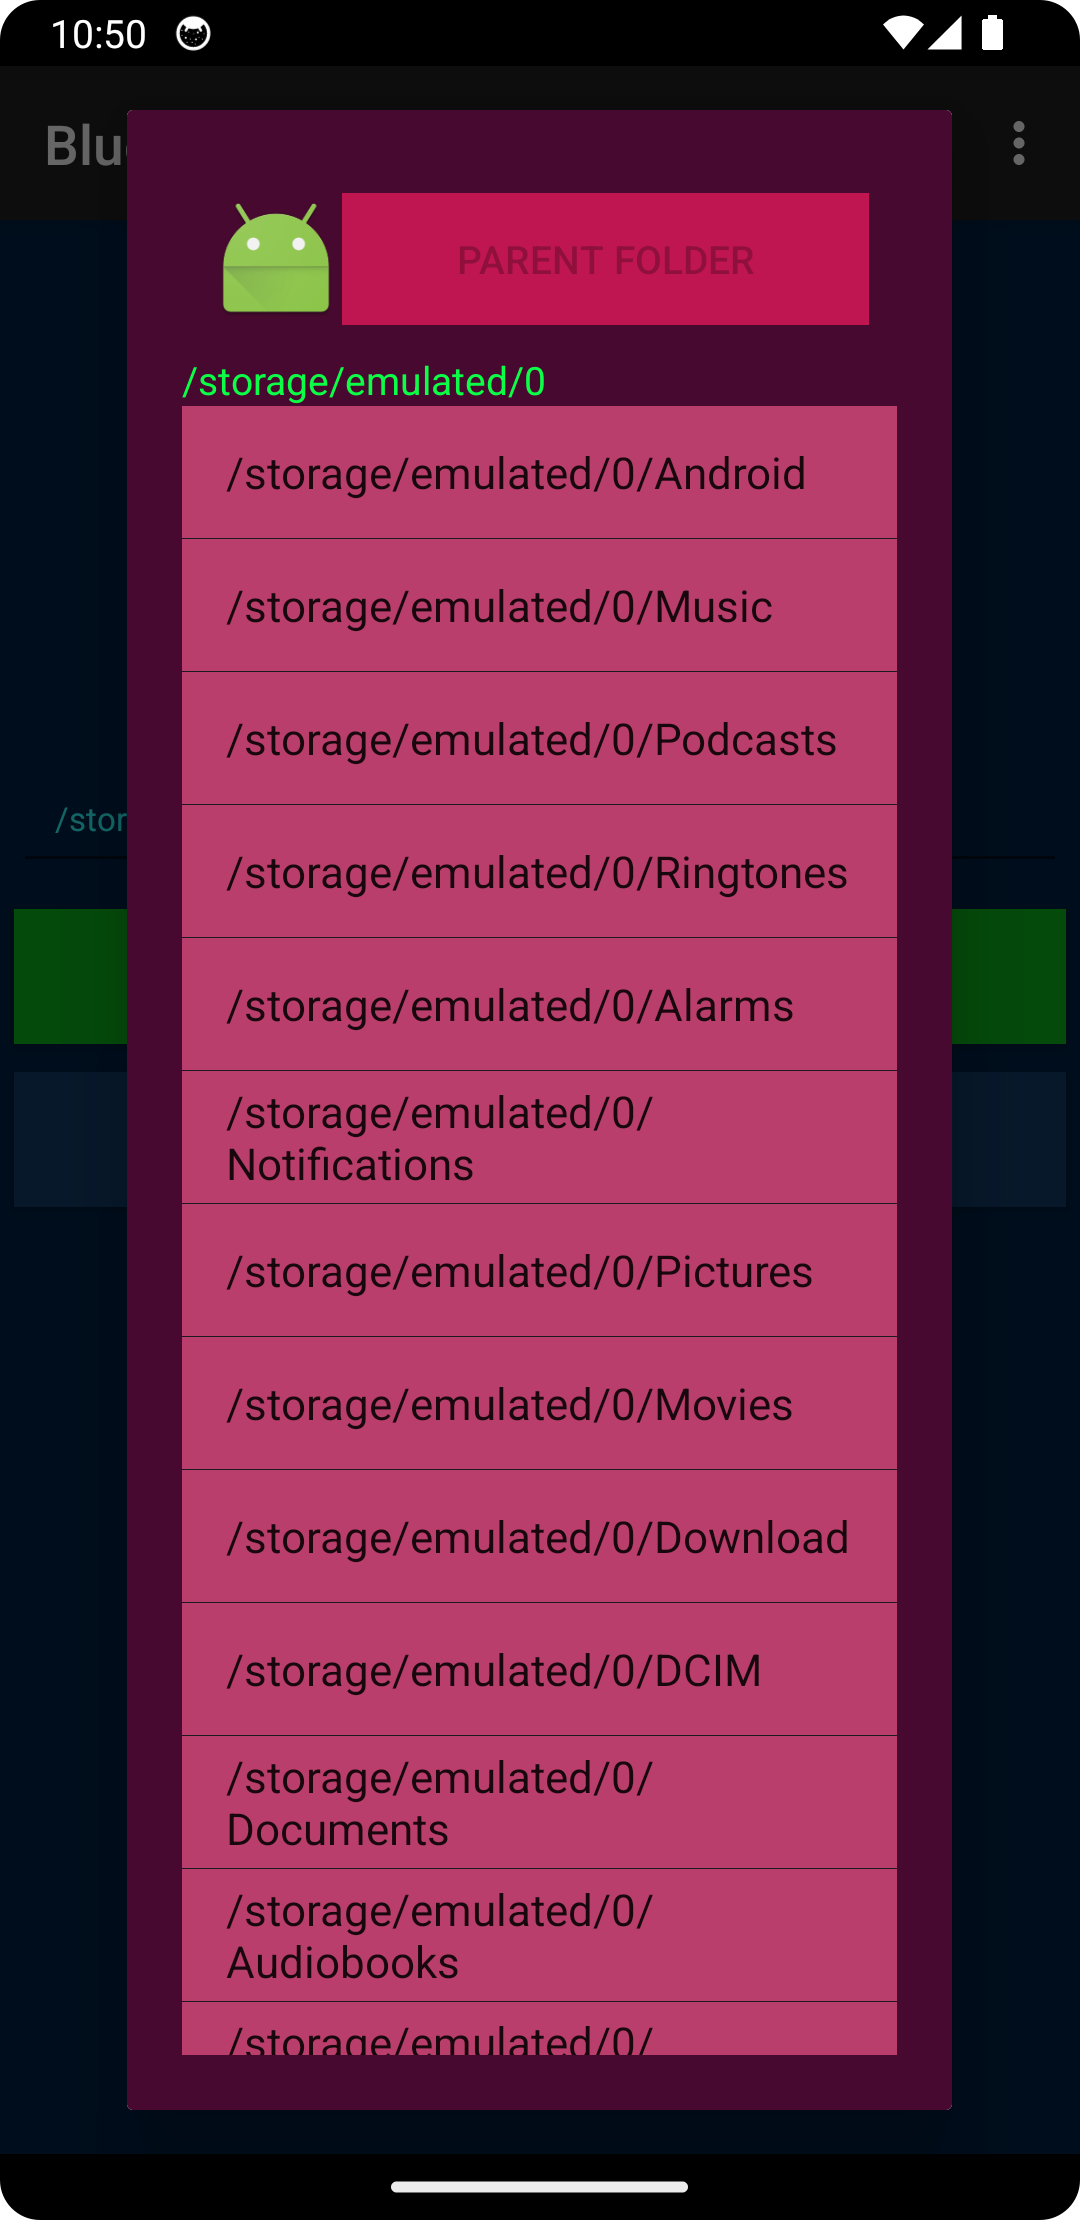 10:50
PARENT FOLDER
/storage/emulated/0
/storage/emulated/0/Android
/storage/emulated/0/Music
/storage/emulated/0/Podcasts
/stor
/storage/emulated/0/Ringtones
/storage/emulated/0/Alarms
/storage/emulated/0/
Notifications
/storage/emulated/0/Pictures
/storage/emulated/0/Movies
/storage/emulated/0/Download
/storage/emulated/0/DCIM
/storage/emulated/0/
Documents
/storage/emulated/0/
Audiobooks
/storage/emulated/0/